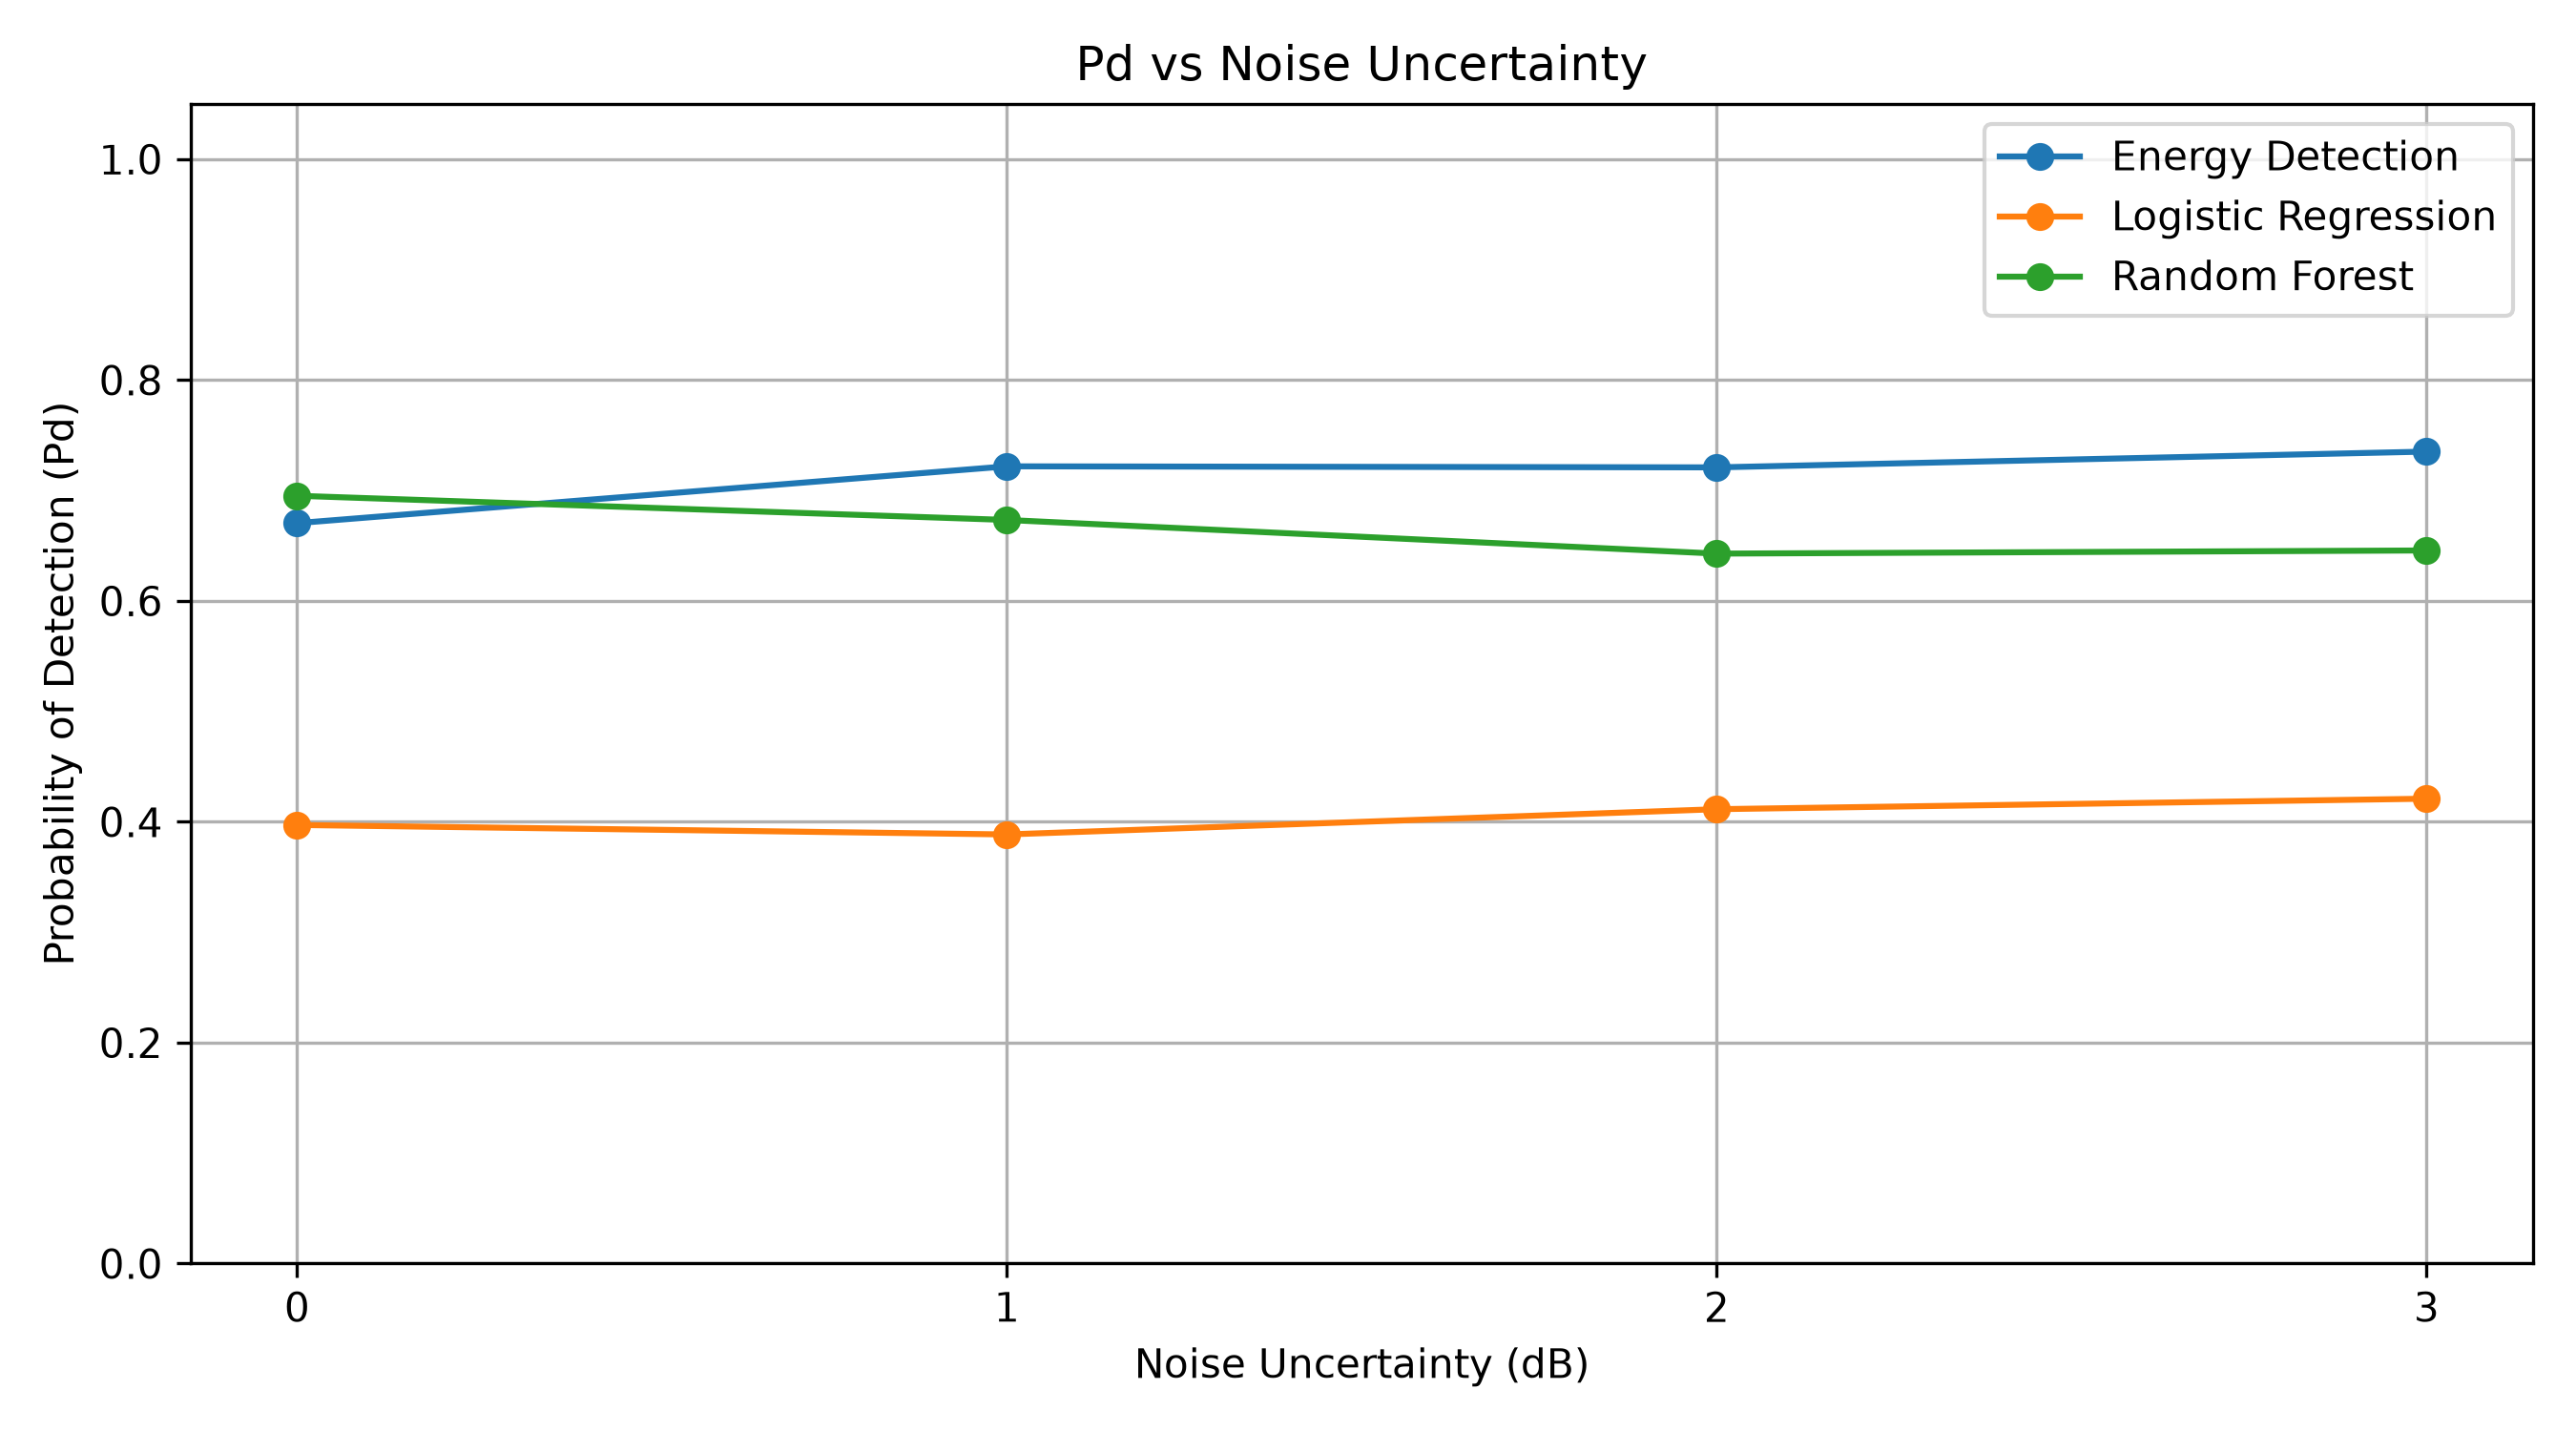 Pd vs Noise Uncertainty
Energy Detection
Logistic Regression
Random Forest
Probability of Detection (Pd)
1.0
0.8
0.6
0.4
0.2
0.0
0 1 2 3
Noise Uncertainty (dB)